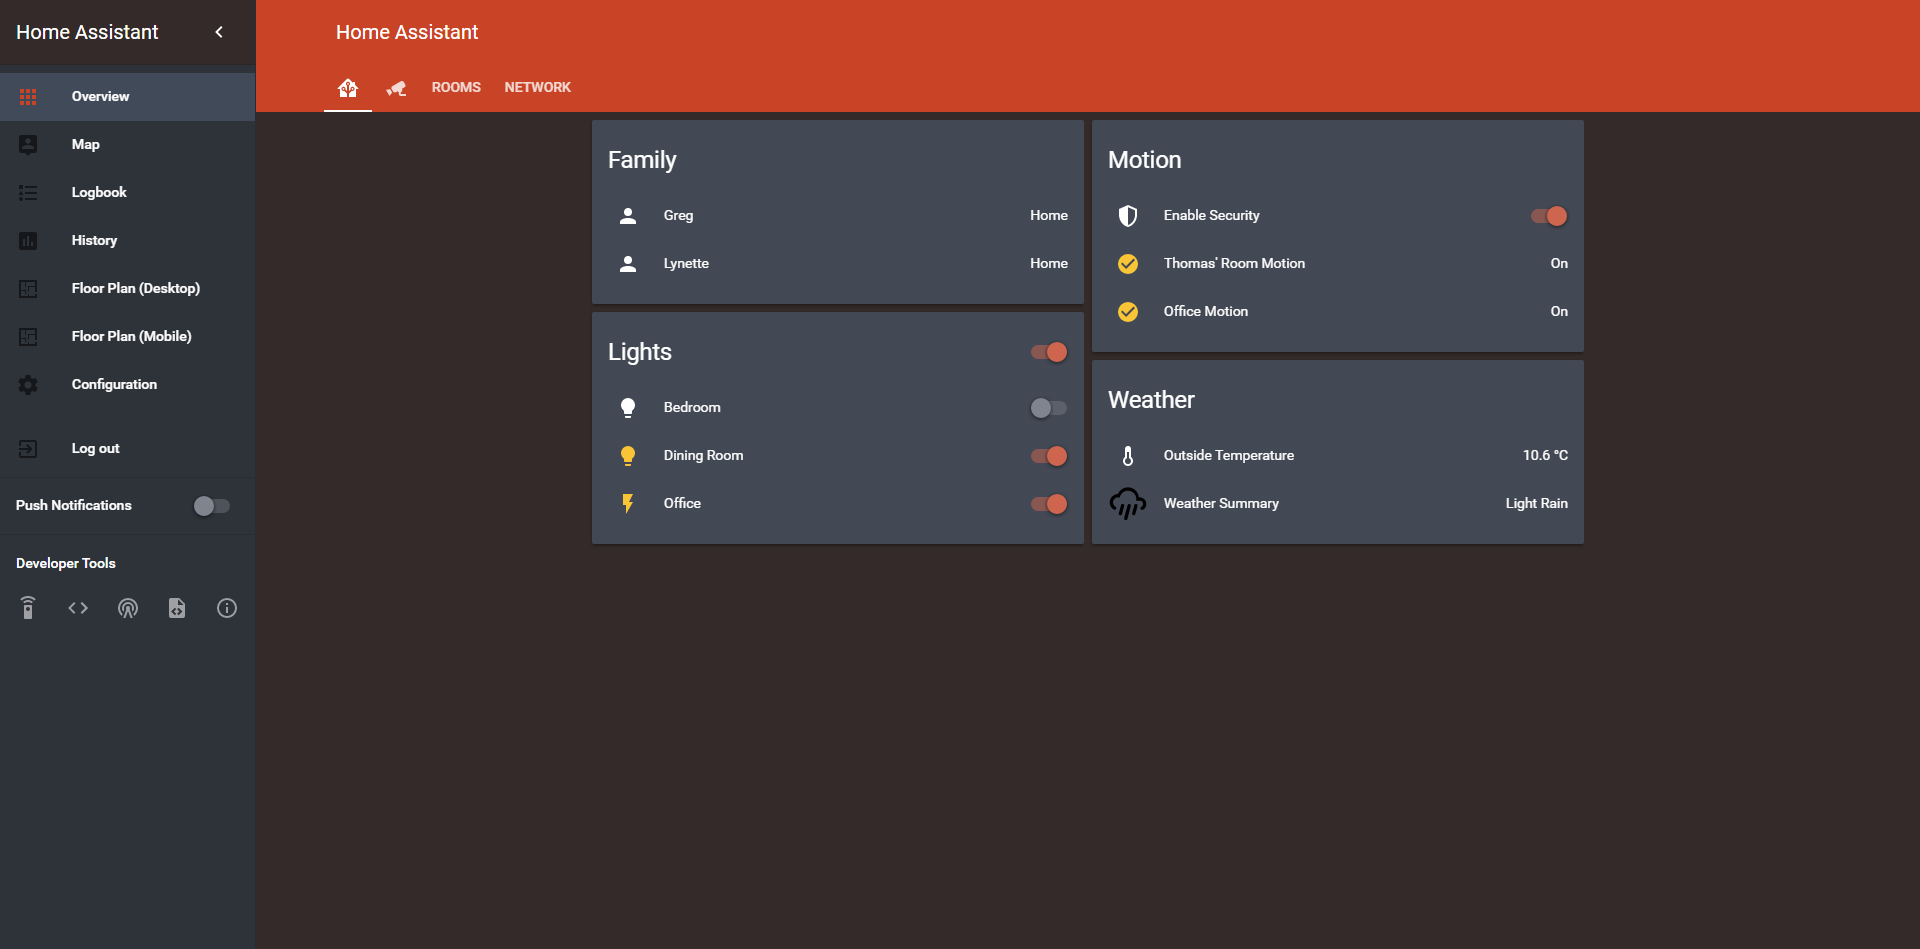 Home Assistant
Overview
Map
Logbook
History
Floor Plan (Desktop)
Floor Plan (Mobile)
Configuration
Log out
Push Notifications
Developer Tools
Home Assistant
ROOMS NETWORK
Family
Greg Home
Lynette Home
Lights
Bedroom
Dining Room
Office
Motion
Enable Security
Thomas' Room Motion On
Office Motion On
Weather
Outside Temperature 10.6 °C
Weather Summary Light Rain